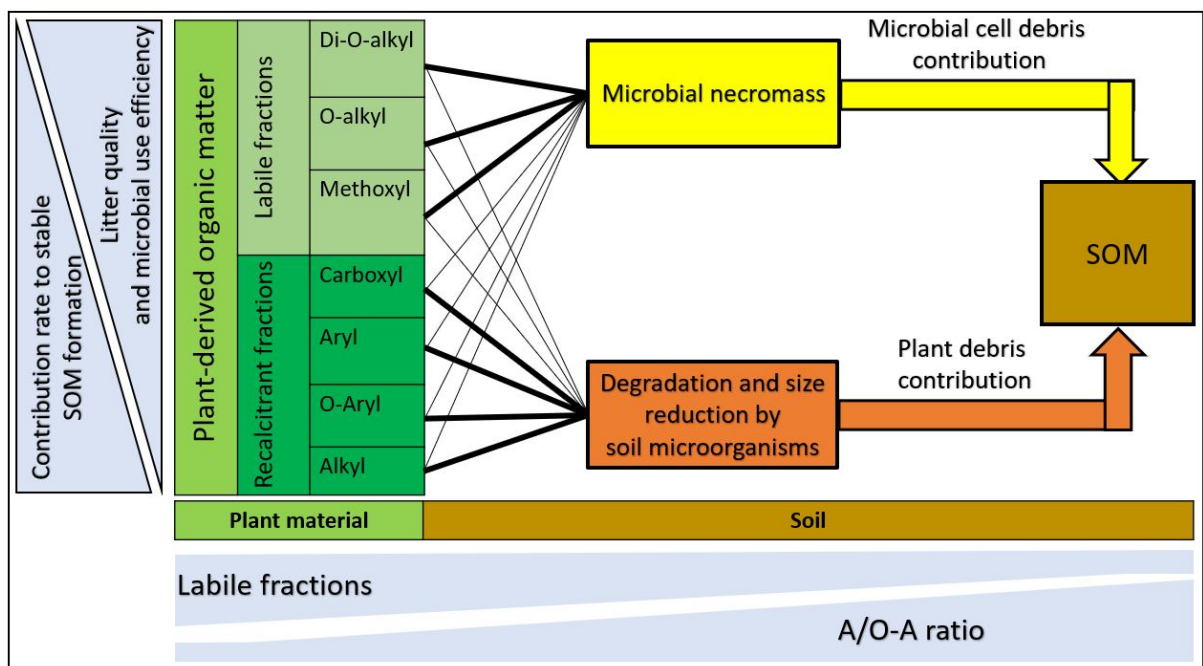 Contribution rate to stable
SOM formation
Litter quality
and microbial use efficiency
Plant-derived organic matter
Labile fractions
Recalcitrant fractions
Di-O-alkyl
O-alkyl
Methoxyl
Carboxyl
Aryl
O-Aryl
Alkyl
Microbial necromass
Microbial cell debris
contribution
SOM
Degradation and size
reduction by
soil microorganisms
Plant debris
contribution
Plant material
Soil
Labile fractions
A/O-A ratio